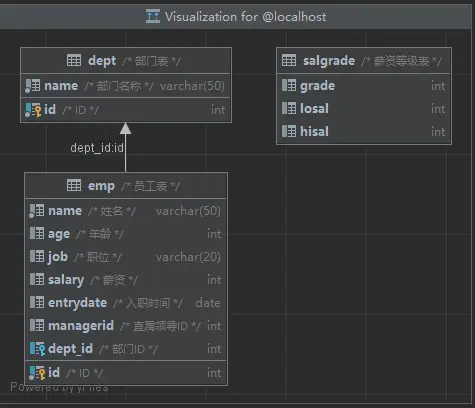 Visualization for @localhost
dept /* 部门表 */
name /* 部门名称 */ varchar(50)
id /* ID */ int
salgrade /* 薪资等级表 */
grade int
losal int
hisal int
dept_id:id
emp /* 员工表 */
name /* 姓名 */ varchar(50)
age /* 年龄 */ int
job /* 职位 */ varchar(20)
salary /* 薪资 */ int
entrydate /* 入职时间 */ date
managerid /* 直属领导ID */ int
dept_id /* 部门ID */ int
id /* ID */ int
Powered by yFiles